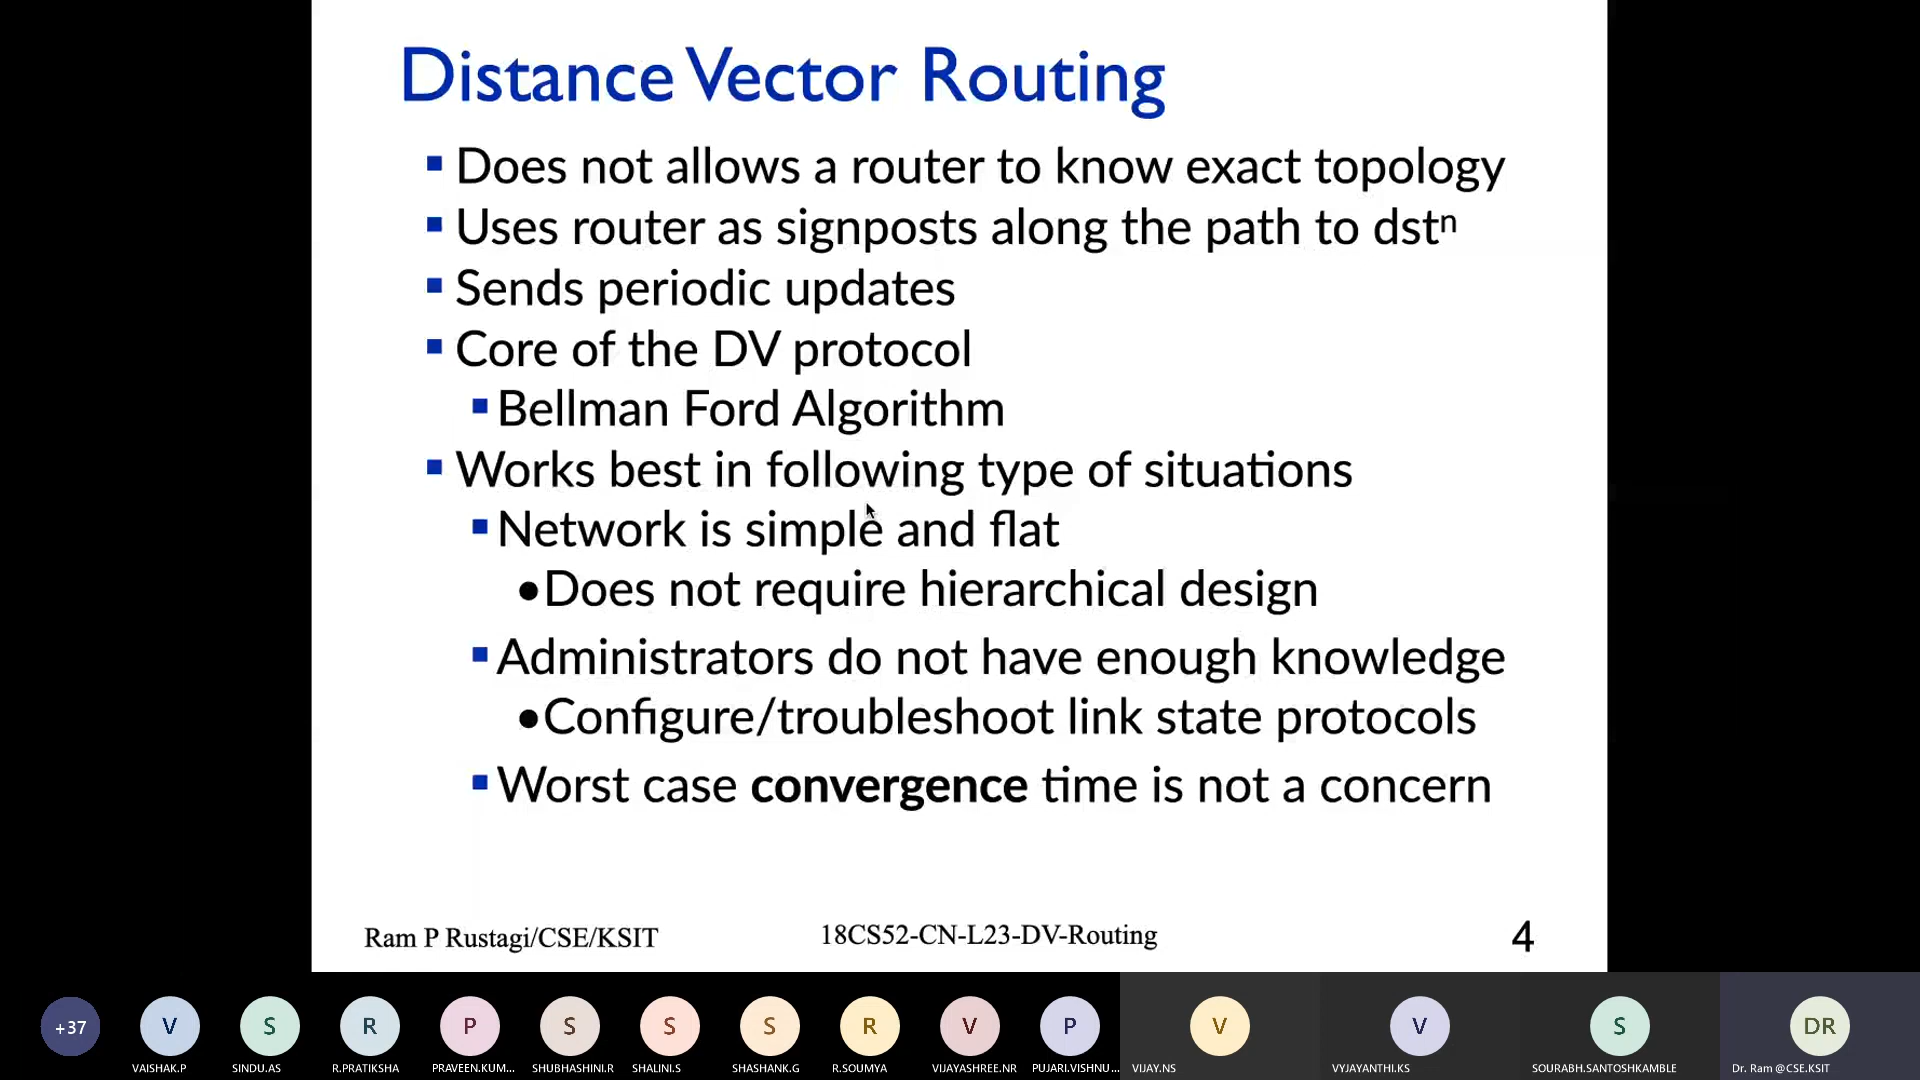 Distance Vector Routing
Does not allows a router to know exact topology
Uses router as signposts along the path to dstⁿ
Sends periodic updates
Core of the DV protocol
Bellman Ford Algorithm
Works best in following type of situations
Network is simple and flat
Does not require hierarchical design
Administrators do not have enough knowledge
Configure/troubleshoot link state protocols
Worst case convergence time is not a concern
Ram P Rustagi/CSE/KSIT 18CS52-CN-L23-DV-Routing 4
+37 V S R P S S S R V P V V S DR
VAISHAK.P SINDU.AS R.PRATIKSHA PRAVEEN.KUM... SHUBHASHINI.R SHALINI.S SHASHANK.G R.SOUMYA VIJAYASHREE.NR PUJARI.VISHNU... VIJAY.NS VYJAYANTHI.KS SOURABH.SANTOSHKAMBLE Dr. Ram @CSE.KSIT